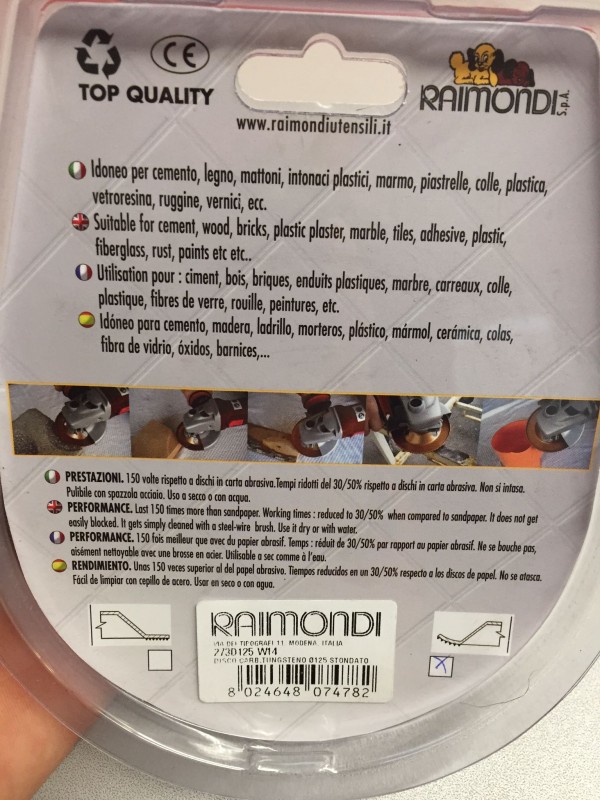 CE
TOP QUALITY
RAIMONDI S.p.A.
www.raimondiutensili.it
Idoneo per cemento, legno, mattoni, intonaci plastici, marmo, piastrelle, colle, plastica,
vetroresina, ruggine, vernici, ecc.
Suitable for cement, wood, bricks, plastic plaster, marble, tiles, adhesive, plastic,
fiberglass, rust, paints etc etc..
Utilisation pour : ciment, bois, briques, enduits plastiques, marbre, carreaux, colle,
plastique, fibres de verre, rouille, peintures, etc.
Idóneo para cemento, madera, ladrillo, morteros, plástico, mármol, cerámica, colas,
fibra de vidrio, óxidos, barnices,...
PRESTAZIONI. 150 volte rispetto a dischi in carta abrasiva.Tempi ridotti del 30/50% rispetto a dischi in carta abrasiva. Non si intasa.
Pulibile con spazzola acciaio. Uso a secco o con acqua.
PERFORMANCE. Last 150 times more than sandpaper. Working times : reduced to 30/50% when compared to sandpaper. It does not get
easily blocked. It gets simply cleaned with a steel-wire brush. Use it dry or with water.
PERFORMANCE. 150 fois meilleur que avec du papier abrasif. Temps : réduit de 30/50% par rapport au papier abrasif. Ne se bouche pas,
aisément nettoyable avec une brosse en acier. Utilisable a sec comme à l'eau.
RENDIMIENTO. Unas 150 veces superior al del papel abrasivo. Tiempos reducidos en un 30/50% respecto a los discos de papel. No se atasca.
Fácil de limpiar con cepillo de acero. Usar en seco o con agua.
RAIMONDI
VIA DEI TIPOGRAFI 11, MODENA, ITALIA
273D125 W14
DISCO CARB.TUNGSTENO Ø125 STONDATO
8 024648 074782